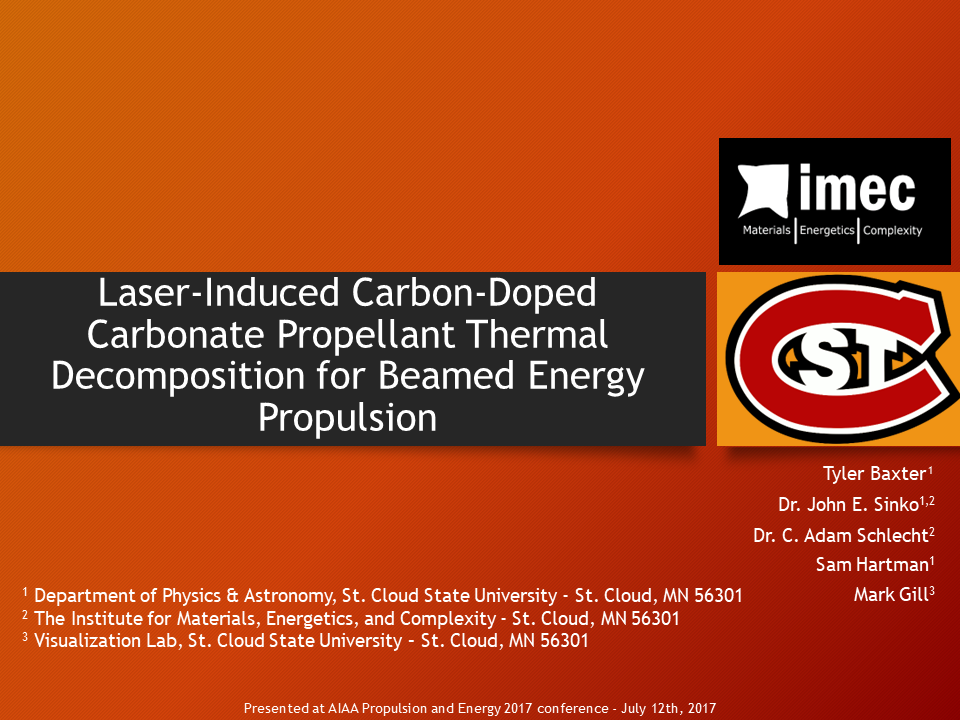 imec
Materials | Energetics | Complexity
Laser-Induced Carbon-Doped
Carbonate Propellant Thermal
Decomposition for Beamed Energy
Propulsion
C ST
Tyler Baxter¹
Dr. John E. Sinko¹,²
Dr. C. Adam Schlecht²
Sam Hartman¹
Mark Gill³
¹ Department of Physics & Astronomy, St. Cloud State University - St. Cloud, MN 56301
² The Institute for Materials, Energetics, and Complexity - St. Cloud, MN 56301
³ Visualization Lab, St. Cloud State University – St. Cloud, MN 56301
Presented at AIAA Propulsion and Energy 2017 conference - July 12th, 2017